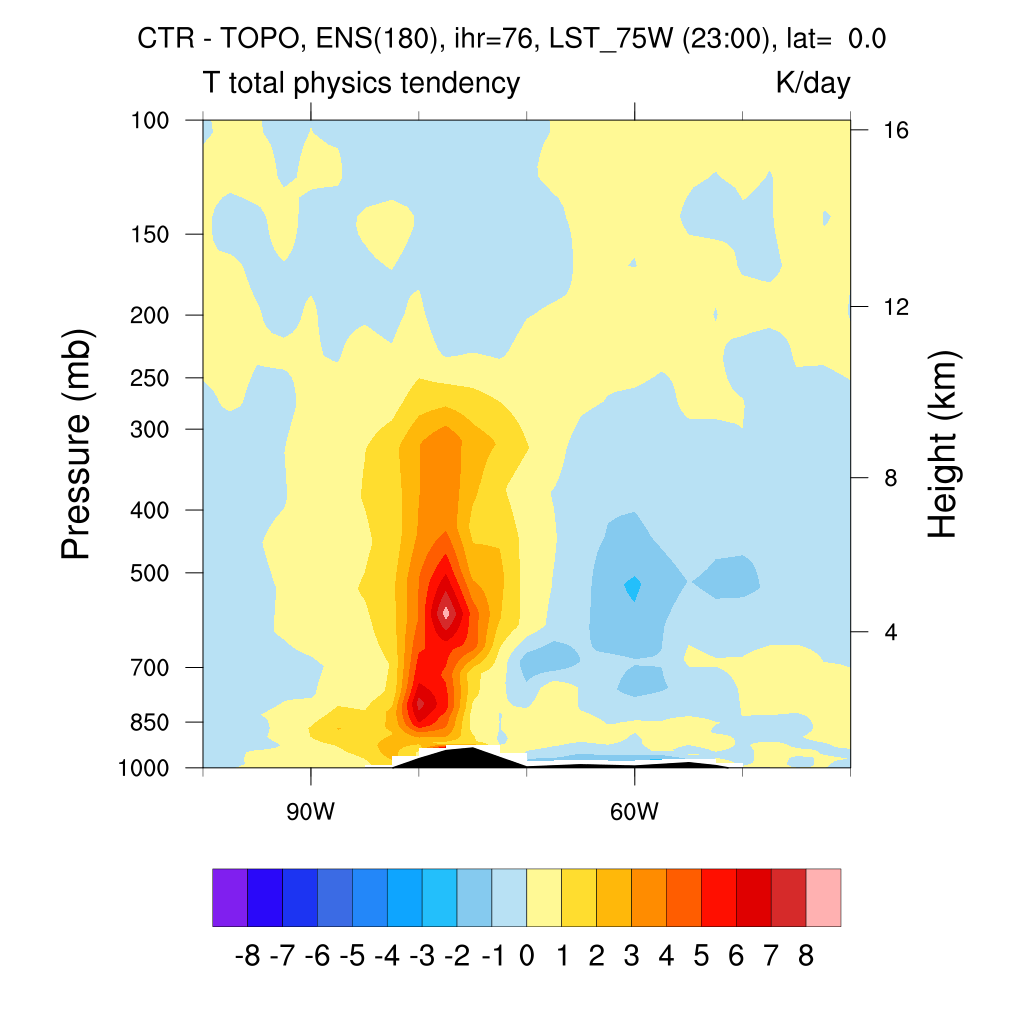 CTR - TOPO, ENS(180), ihr=76, LST_75W (23:00), lat=  0.0
T total physics tendency K/day
100
150
200
250
300
400
500
700
850
1000
Pressure (mb)
16
12
8
4
Height (km)
90W 60W
-8 -7 -6 -5 -4 -3 -2 -1 0 1 2 3 4 5 6 7 8